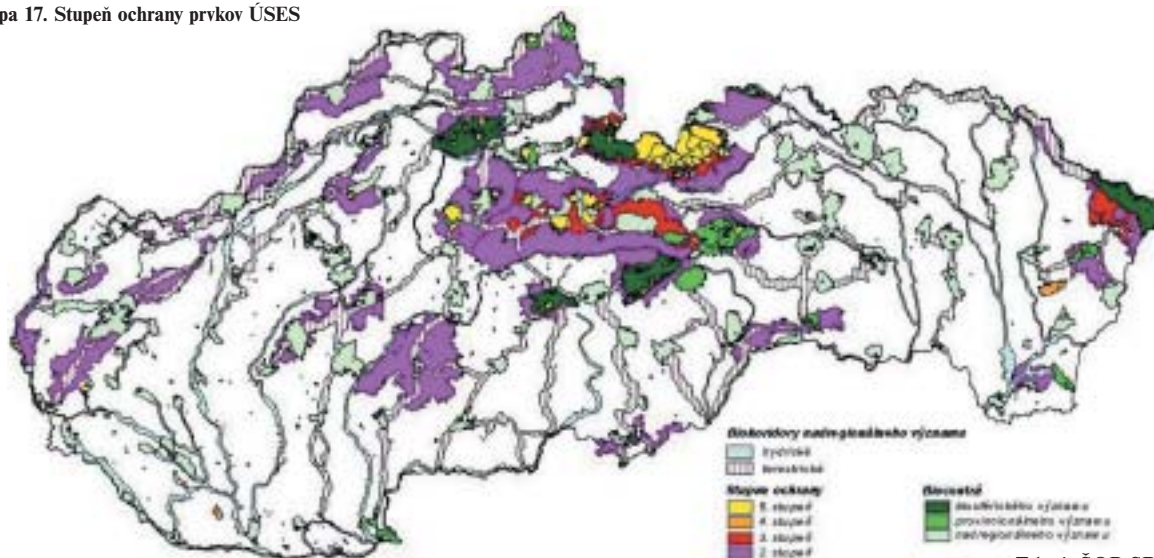 pa 17. Stupeň ochrany prvkov ÚSES
Biokoridory nadregionálneho významu
hydrické
terestrické
Stupeň ochrany
5. stupeň
4. stupeň
3. stupeň
2. stupeň
Biocentrá
provincionálneho významu
nadregionálneho významu